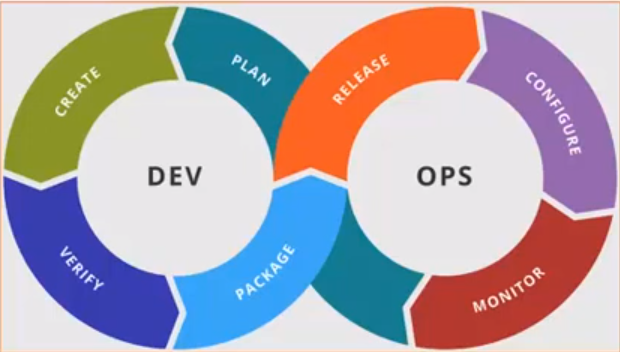 CREATE
PLAN
RELEASE
CONFIGURE
DEV
OPS
VERIFY
PACKAGE
MONITOR